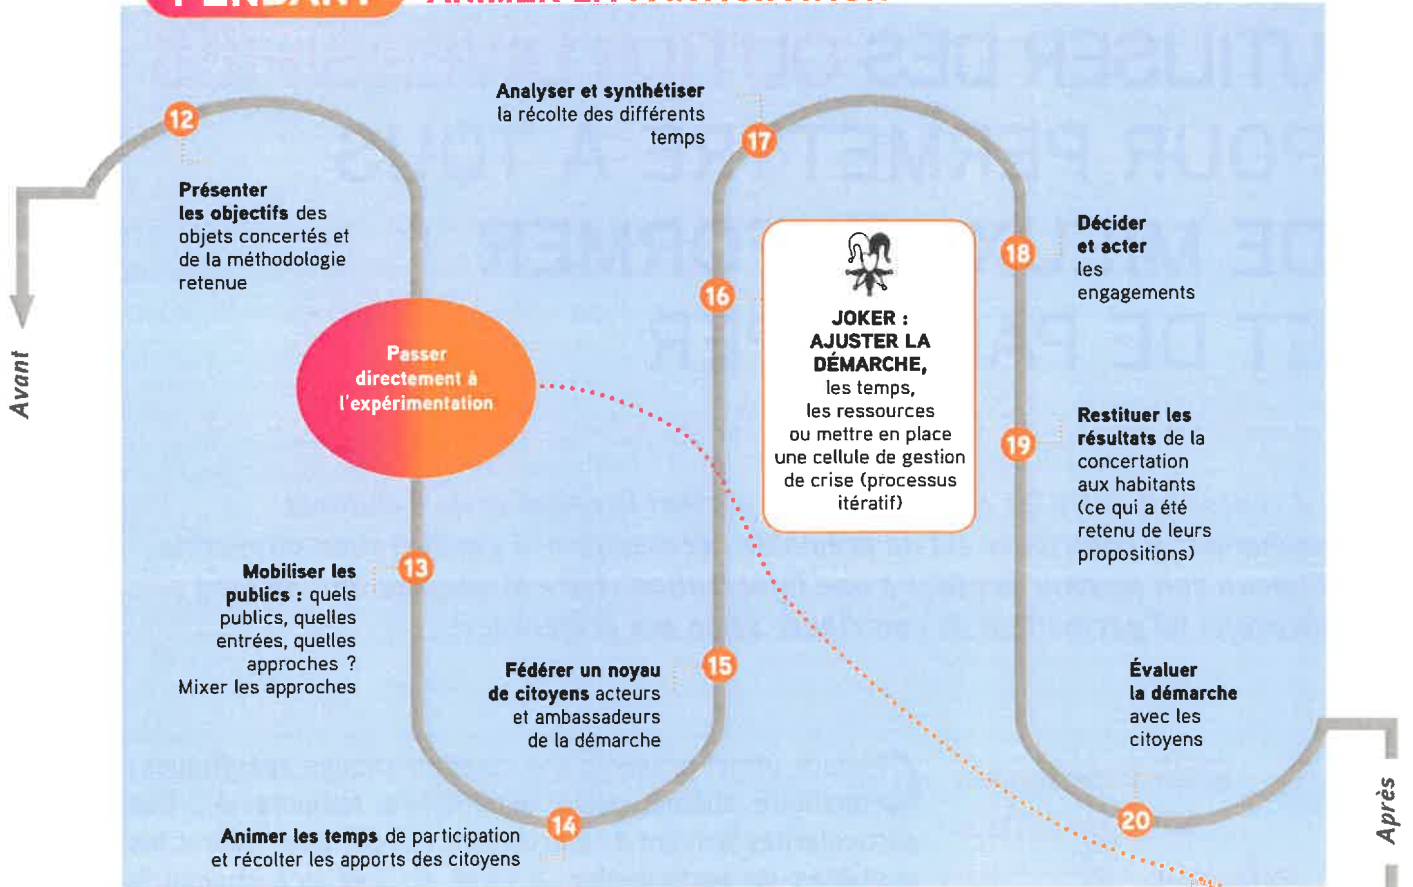 PENDANT
ANIMER LA PARTICIPATION
12
Présenter
les objectifs des
objets concertés et
de la méthodologie
retenue
Avant
Passer
directement à
l'expérimentation
13
Mobiliser les
publics : quels
publics, quelles
entrées, quelles
approches ?
Mixer les approches
14
Animer les temps de participation
et récolter les apports des citoyens
15
Fédérer un noyau
de citoyens acteurs
et ambassadeurs
de la démarche
16
JOKER :
AJUSTER LA
DÉMARCHE,
les temps,
les ressources
ou mettre en place
une cellule de gestion
de crise (processus
itératif)
17
Analyser et synthétiser
la récolte des différents
temps
18
Décider
et acter
les
engagements
19
Restituer les
résultats de la
concertation
aux habitants
(ce qui a été
retenu de leurs
propositions)
20
Évaluer
la démarche
avec les
citoyens
Après